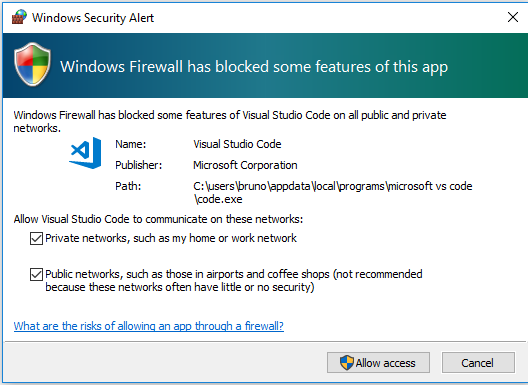 Windows Security Alert
Windows Firewall has blocked some features of this app
Windows Firewall has blocked some features of Visual Studio Code on all public and private
networks.
Name: Visual Studio Code
Publisher: Microsoft Corporation
Path: C:\users\bruno\appdata\local\programs\microsoft vs code
\code.exe
Allow Visual Studio Code to communicate on these networks:
Private networks, such as my home or work network
Public networks, such as those in airports and coffee shops (not recommended
because these networks often have little or no security)
What are the risks of allowing an app through a firewall?
Allow access Cancel